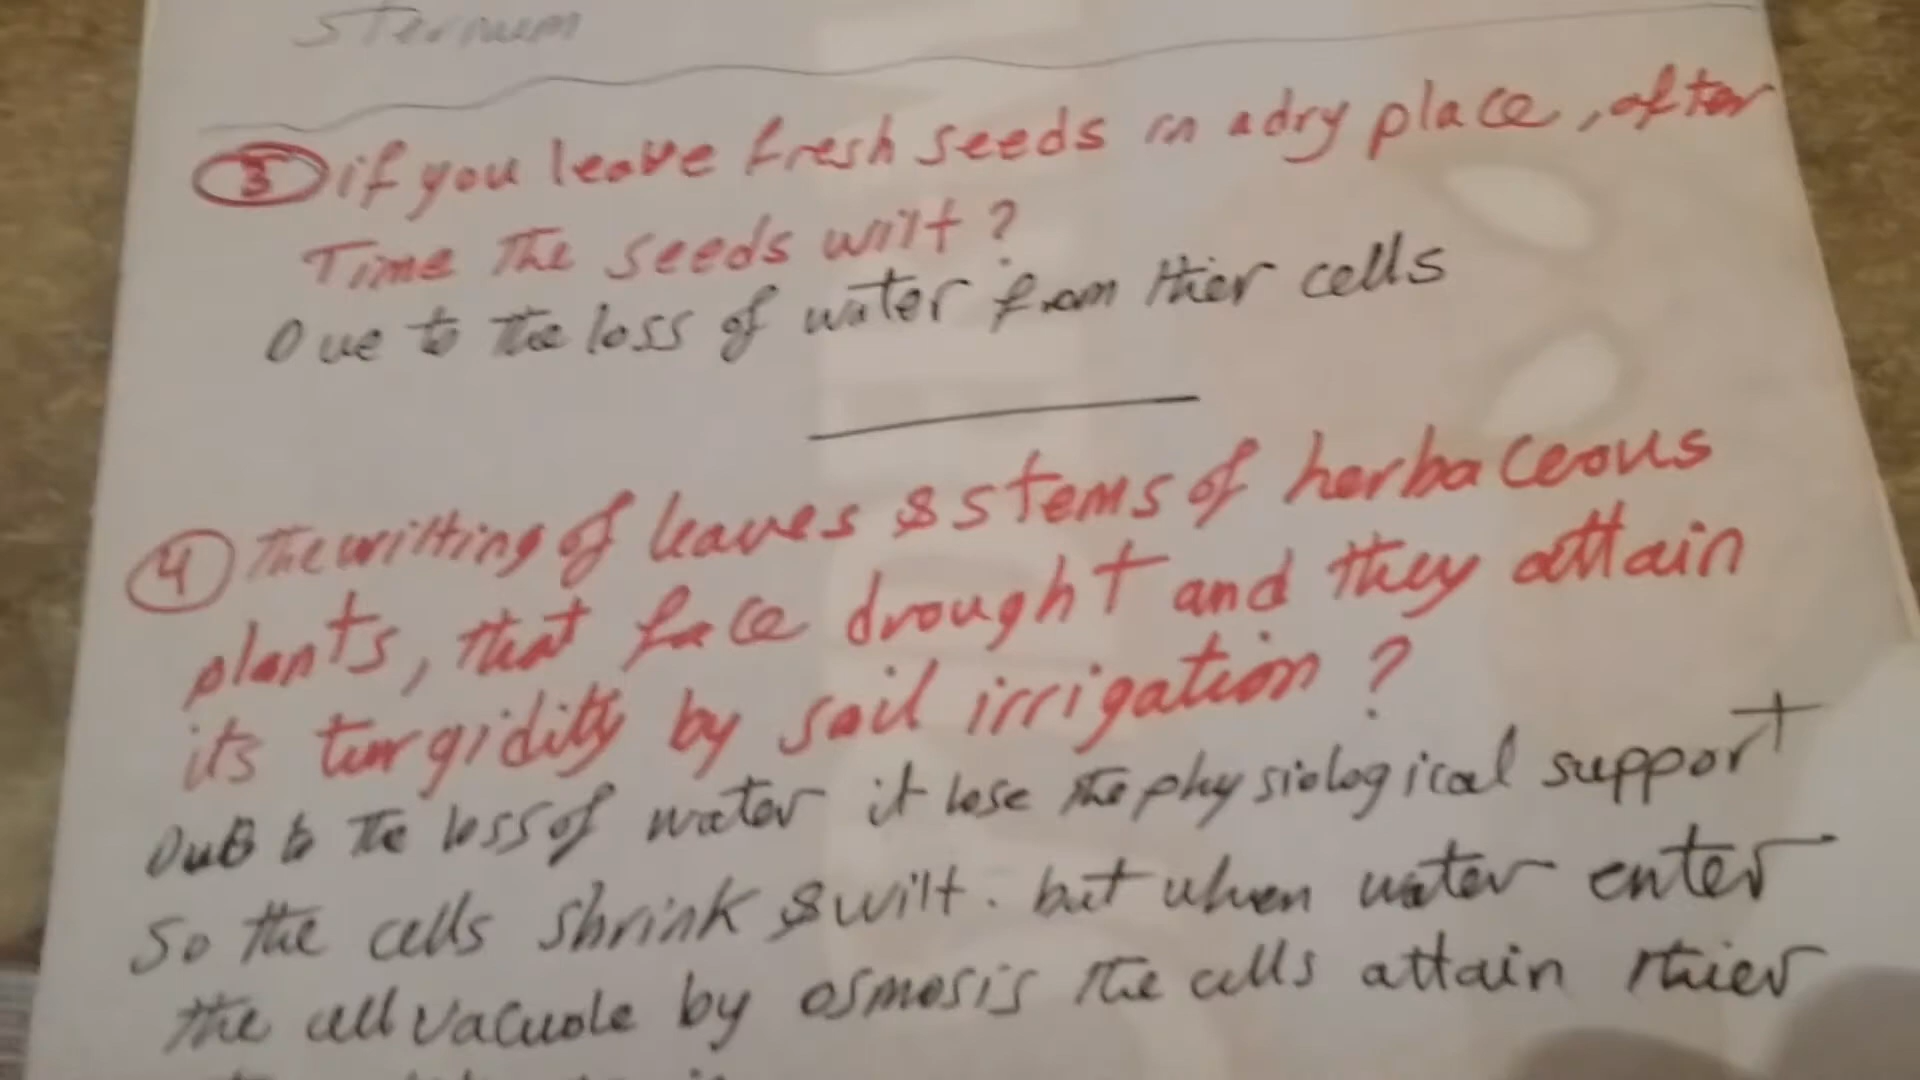 sternum
3 if you leave fresh seeds in a dry place, after
Time The seeds wilt?
Due to the loss of water from thier cells
4 The wilting of leaves & stems of herbaceous
plants, that face drought and they attain
its turgidity by soil irrigation?
Due to the loss of water it lose the physiological support
So the cells shrink & wilt. but when water enter
the cell vacuole by osmosis the cells attain thier